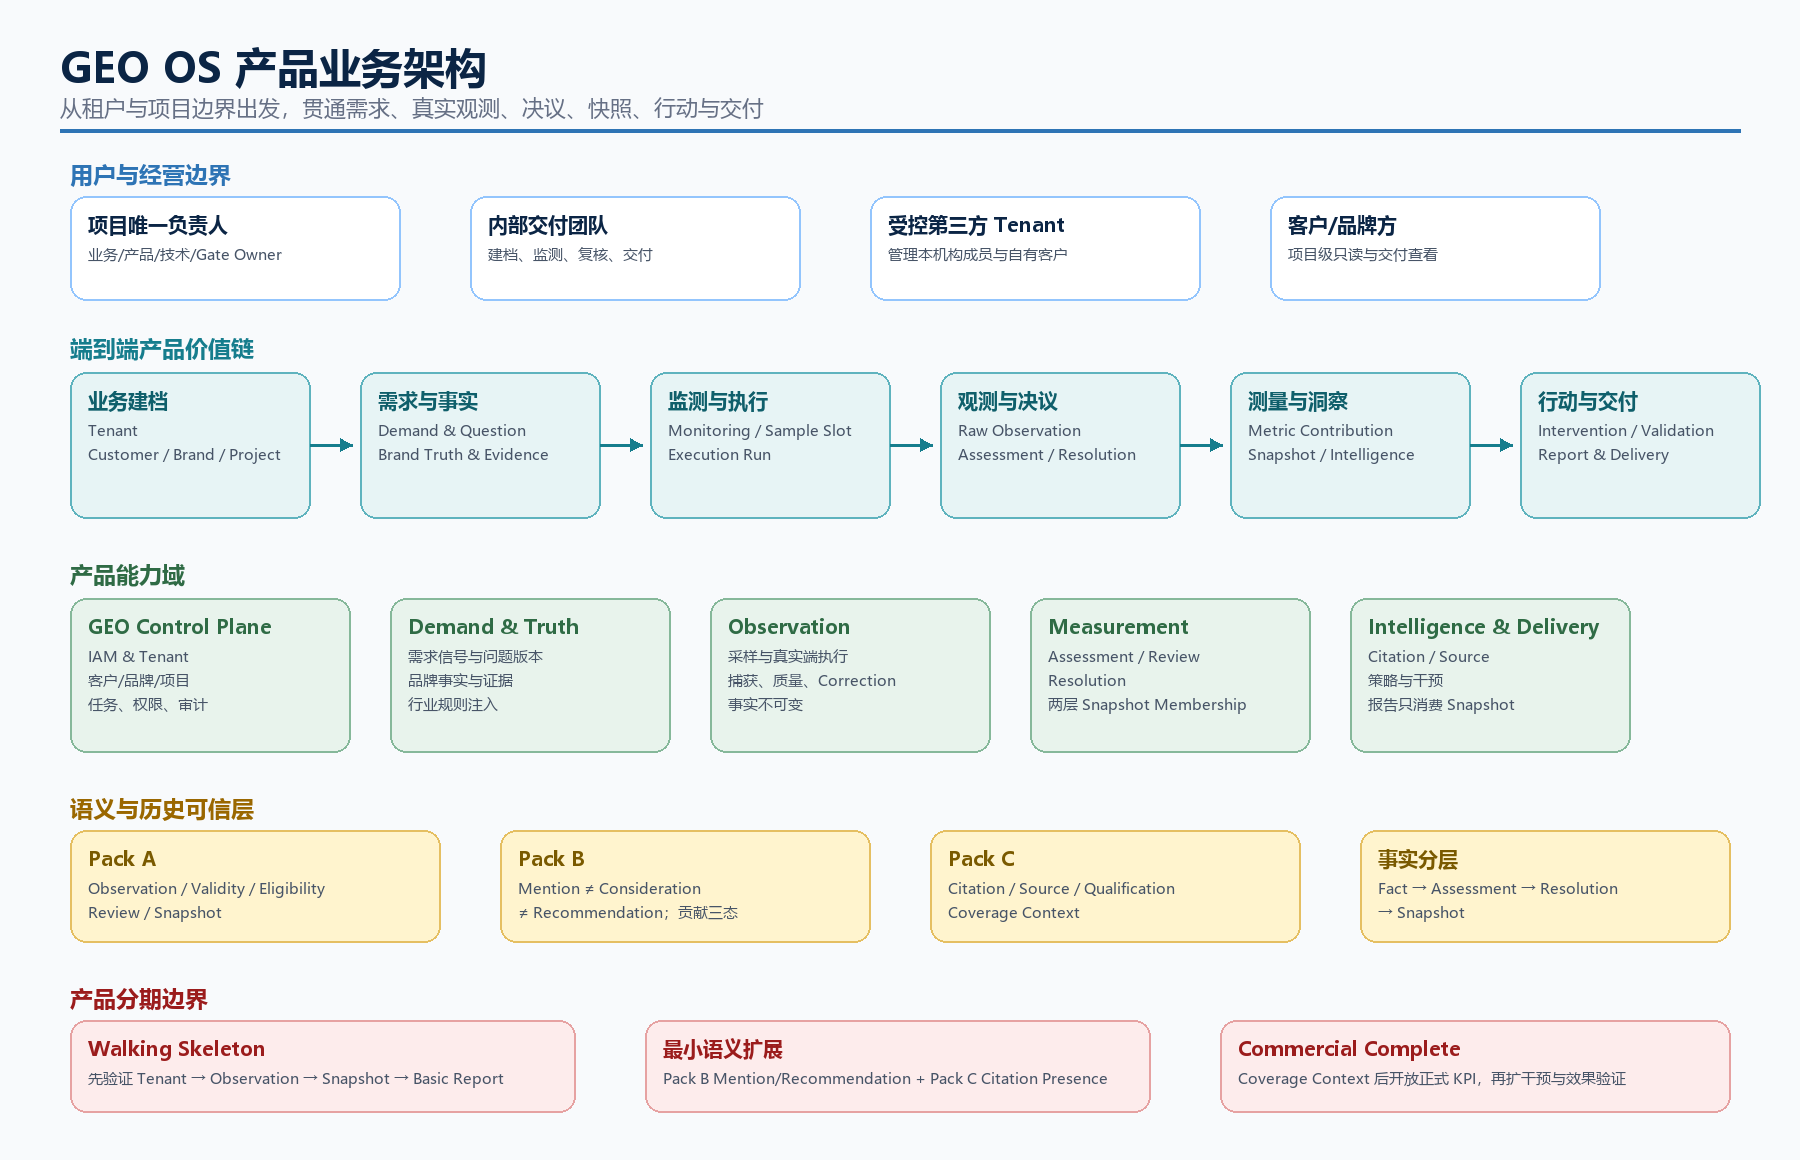 GEO OS 产品业务架构
从租户与项目边界出发，贯通需求、真实观测、决议、快照、行动与交付
用户与经营边界
项目唯一负责人
业务/产品/技术/Gate Owner
内部交付团队
建档、监测、复核、交付
受控第三方 Tenant
管理本机构成员与自有客户
客户/品牌方
项目级只读与交付查看
端到端产品价值链
业务建档
Tenant
Customer / Brand / Project
需求与事实
Demand & Question
Brand Truth & Evidence
监测与执行
Monitoring / Sample Slot
Execution Run
观测与决议
Raw Observation
Assessment / Resolution
测量与洞察
Metric Contribution
Snapshot / Intelligence
行动与交付
Intervention / Validation
Report & Delivery
产品能力域
GEO Control Plane
IAM & Tenant
客户/品牌/项目
任务、权限、审计
Demand & Truth
需求信号与问题版本
品牌事实与证据
行业规则注入
Observation
采样与真实端执行
捕获、质量、Correction
事实不可变
Measurement
Assessment / Review
Resolution
两层 Snapshot Membership
Intelligence & Delivery
Citation / Source
策略与干预
报告只消费 Snapshot
语义与历史可信层
Pack A
Observation / Validity / Eligibility
Review / Snapshot
Pack B
Mention ≠ Consideration
≠ Recommendation；贡献三态
Pack C
Citation / Source / Qualification
Coverage Context
事实分层
Fact → Assessment → Resolution
→ Snapshot
产品分期边界
Walking Skeleton
先验证 Tenant → Observation → Snapshot → Basic Report
最小语义扩展
Pack B Mention/Recommendation + Pack C Citation Presence
Commercial Complete
Coverage Context 后开放正式 KPI，再扩干预与效果验证